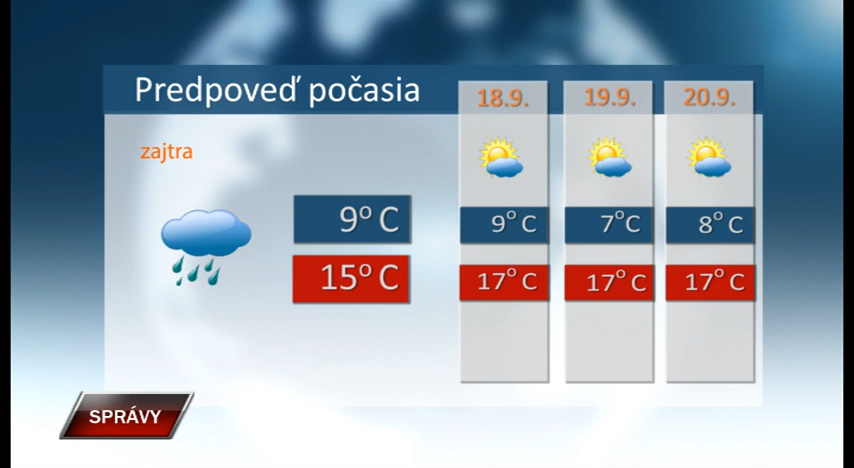 Predpoveď počasia
zajtra
9° C
15° C
18.9.
9° C
17° C
19.9.
7°C
17° C
20.9.
8° C
17° C
SPRÁVY